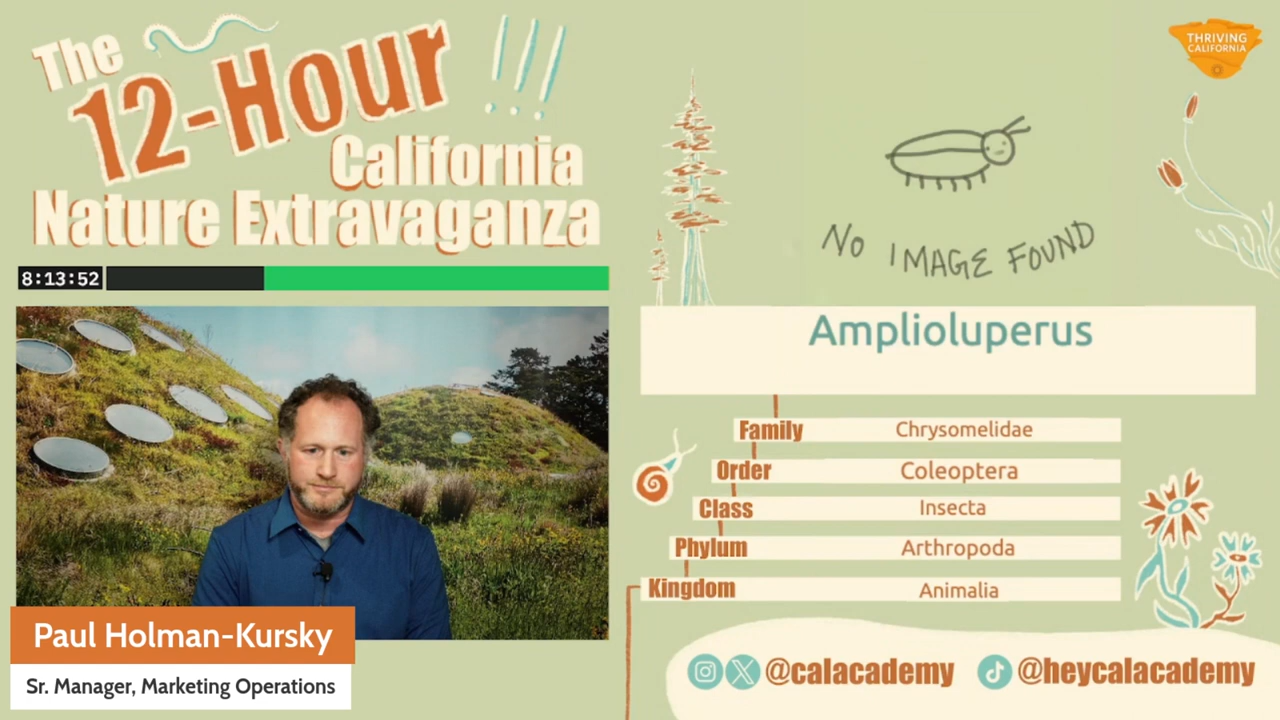 The
12-Hour!!!
California
Nature Extravaganza
8:13:52
Paul Holman-Kursky
Sr. Manager, Marketing Operations
THRIVING
CALIFORNIA
NO IMAGE FOUND
Amplioluperus
Family Chrysomelidae
Order Coleoptera
Class Insecta
Phylum Arthropoda
Kingdom Animalia
@calacademy @heycalacademy